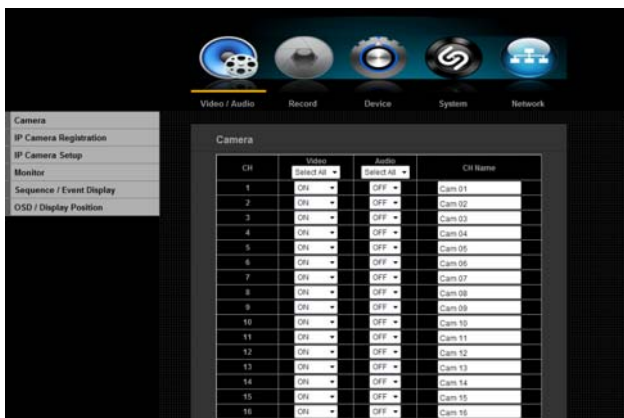 Video / Audio Record Device System Network
Camera
IP Camera Registration
IP Camera Setup
Monitor
Sequence / Event Display
OSD / Display Position
Camera
CH Video Audio CH Name
Select All Select All
1 ON OFF Cam 01
2 ON OFF Cam 02
3 ON OFF Cam 03
4 ON OFF Cam 04
5 ON OFF Cam 05
6 ON OFF Cam 06
7 ON OFF Cam 07
8 ON OFF Cam 08
9 ON OFF Cam 09
10 ON OFF Cam 10
11 ON OFF Cam 11
12 ON OFF Cam 12
13 ON OFF Cam 13
14 ON OFF Cam 14
15 ON OFF Cam 15
16 ON OFF Cam 16